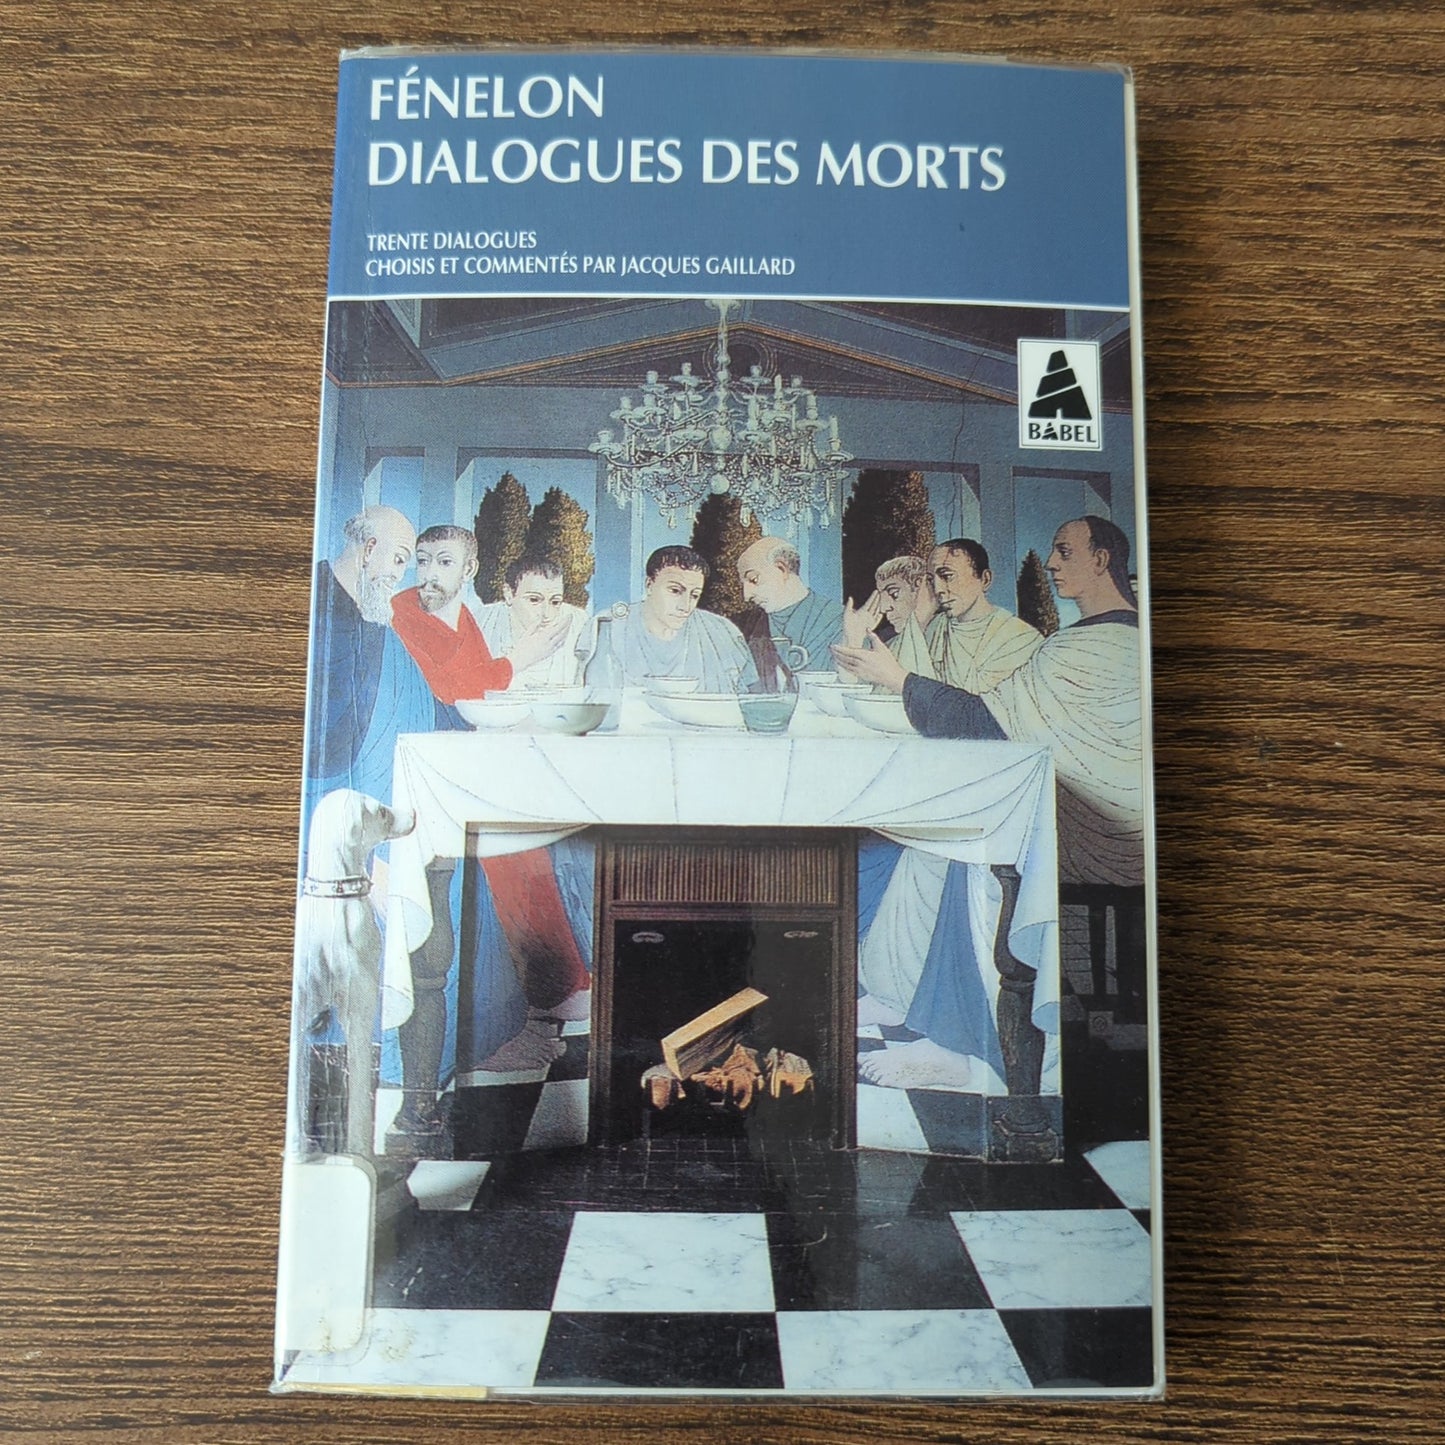 FÉNELON
DIALOGUES DES MORTS
TRENTE DIALOGUES
CHOISIS ET COMMENTÉS PAR JACQUES GAILLARD
BABEL